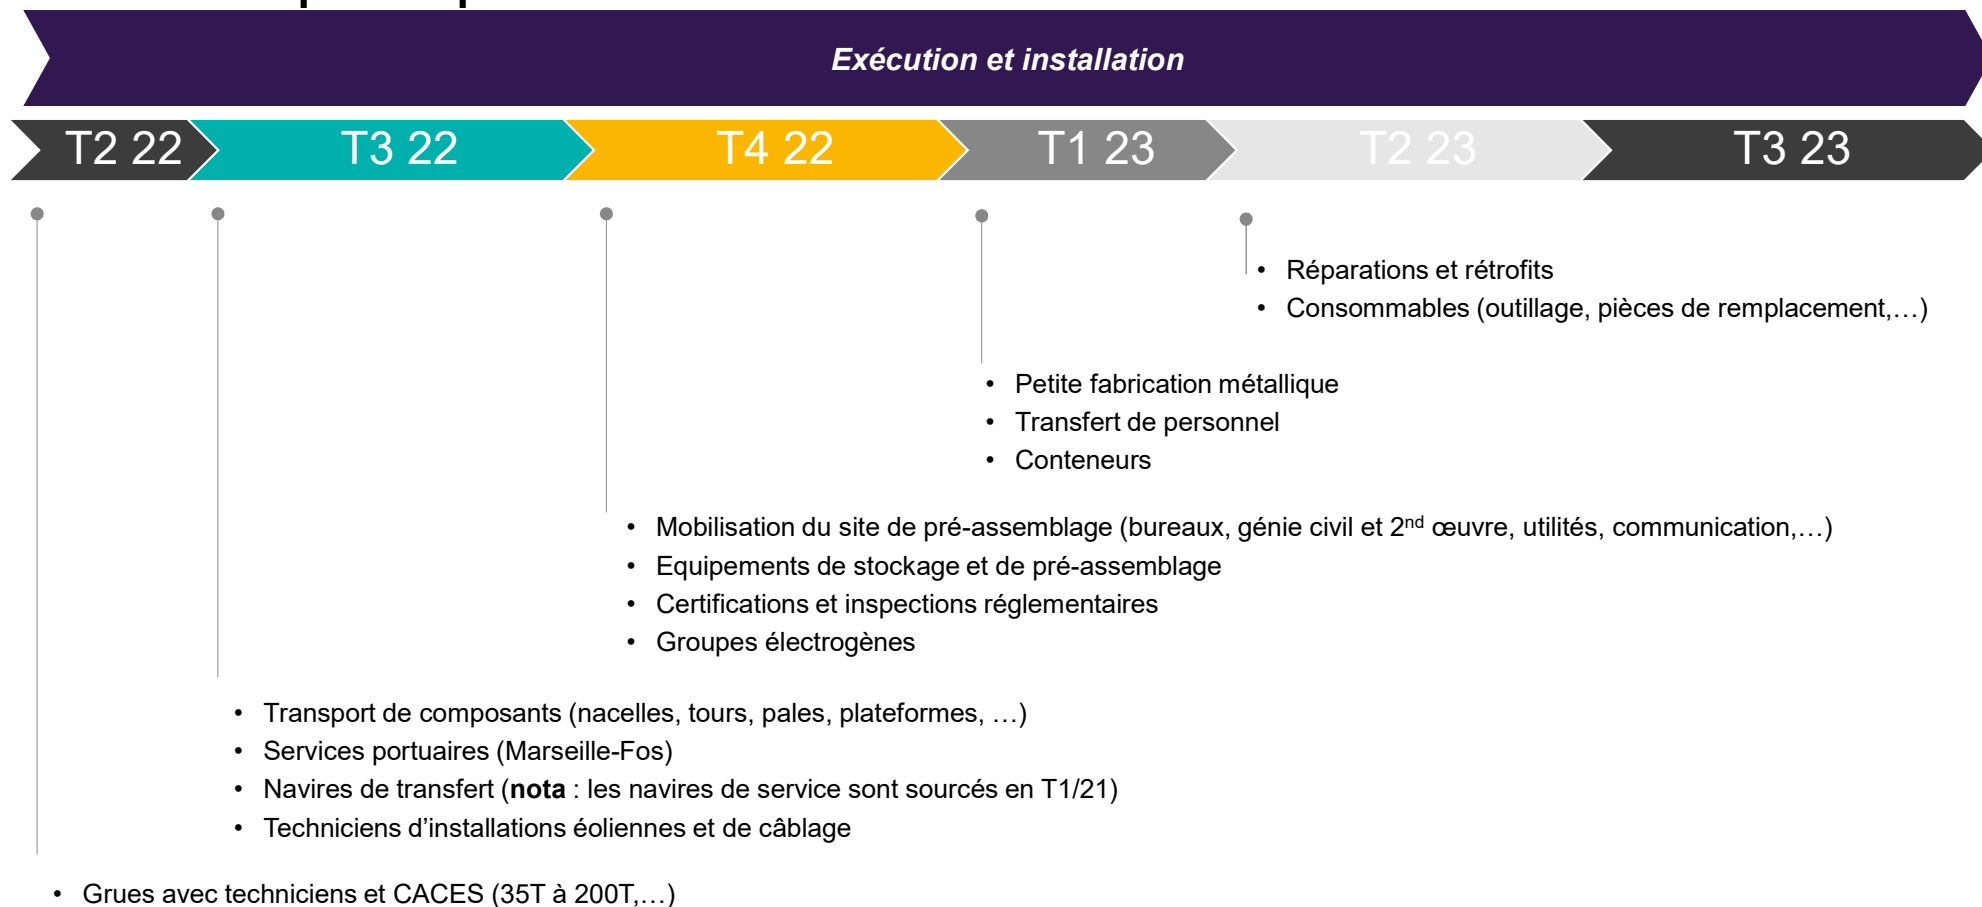 Exécution et installation
T2 22
T3 22
T4 22
T1 23
T2 23
T3 23
• Réparations et rétrofits
• Consommables (outillage, pièces de remplacement,…)
• Petite fabrication métallique
• Transfert de personnel
• Conteneurs
• Mobilisation du site de pré-assemblage (bureaux, génie civil et 2nd œuvre, utilités, communication,…)
• Equipements de stockage et de pré-assemblage
• Certifications et inspections réglementaires
• Groupes électrogènes
• Transport de composants (nacelles, tours, pales, plateformes, …)
• Services portuaires (Marseille-Fos)
• Navires de transfert (nota : les navires de service sont sourcés en T1/21)
• Techniciens d’installations éoliennes et de câblage
• Grues avec techniciens et CACES (35T à 200T,…)